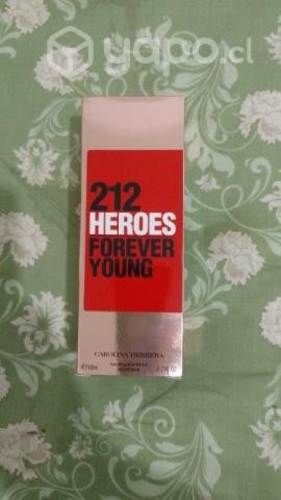 yapo.cl
212
HEROES
FOREVER
YOUNG
CAROLINA HERRERA